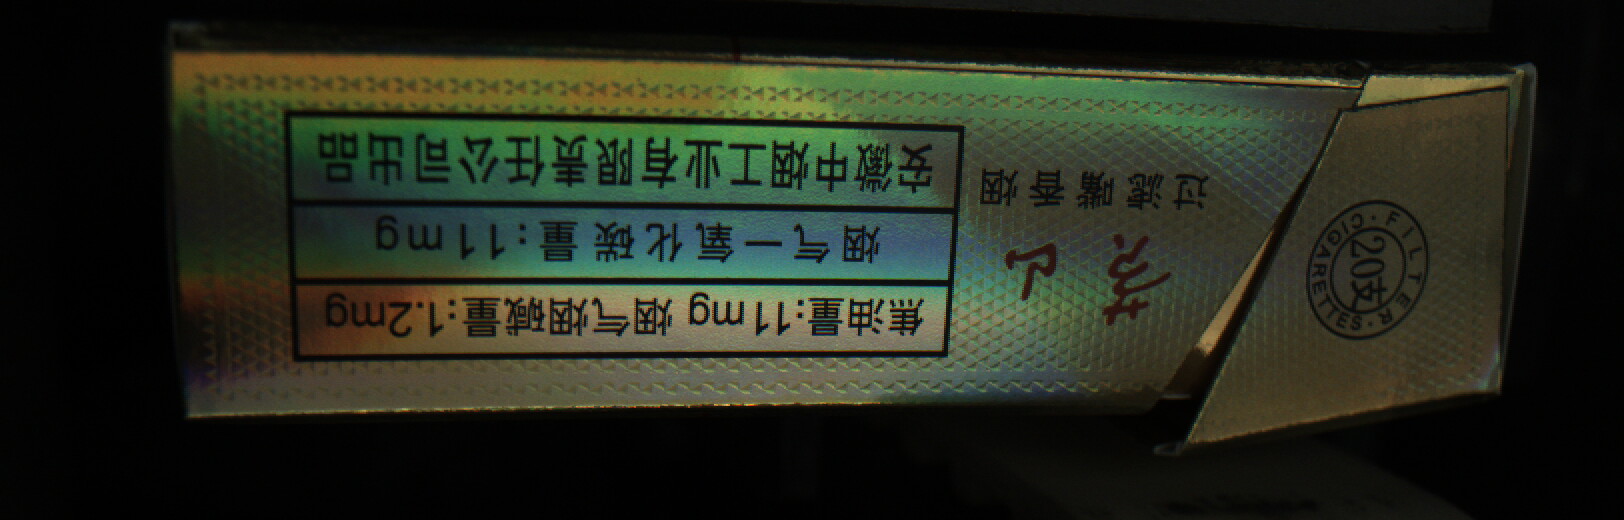 FILTER·CIGARETTES·
20支
过滤嘴香烟
焦油量:11mg 烟气烟碱量:1.2mg
烟气一氧化碳量:11mg
安徽中烟工业有限责任公司出品